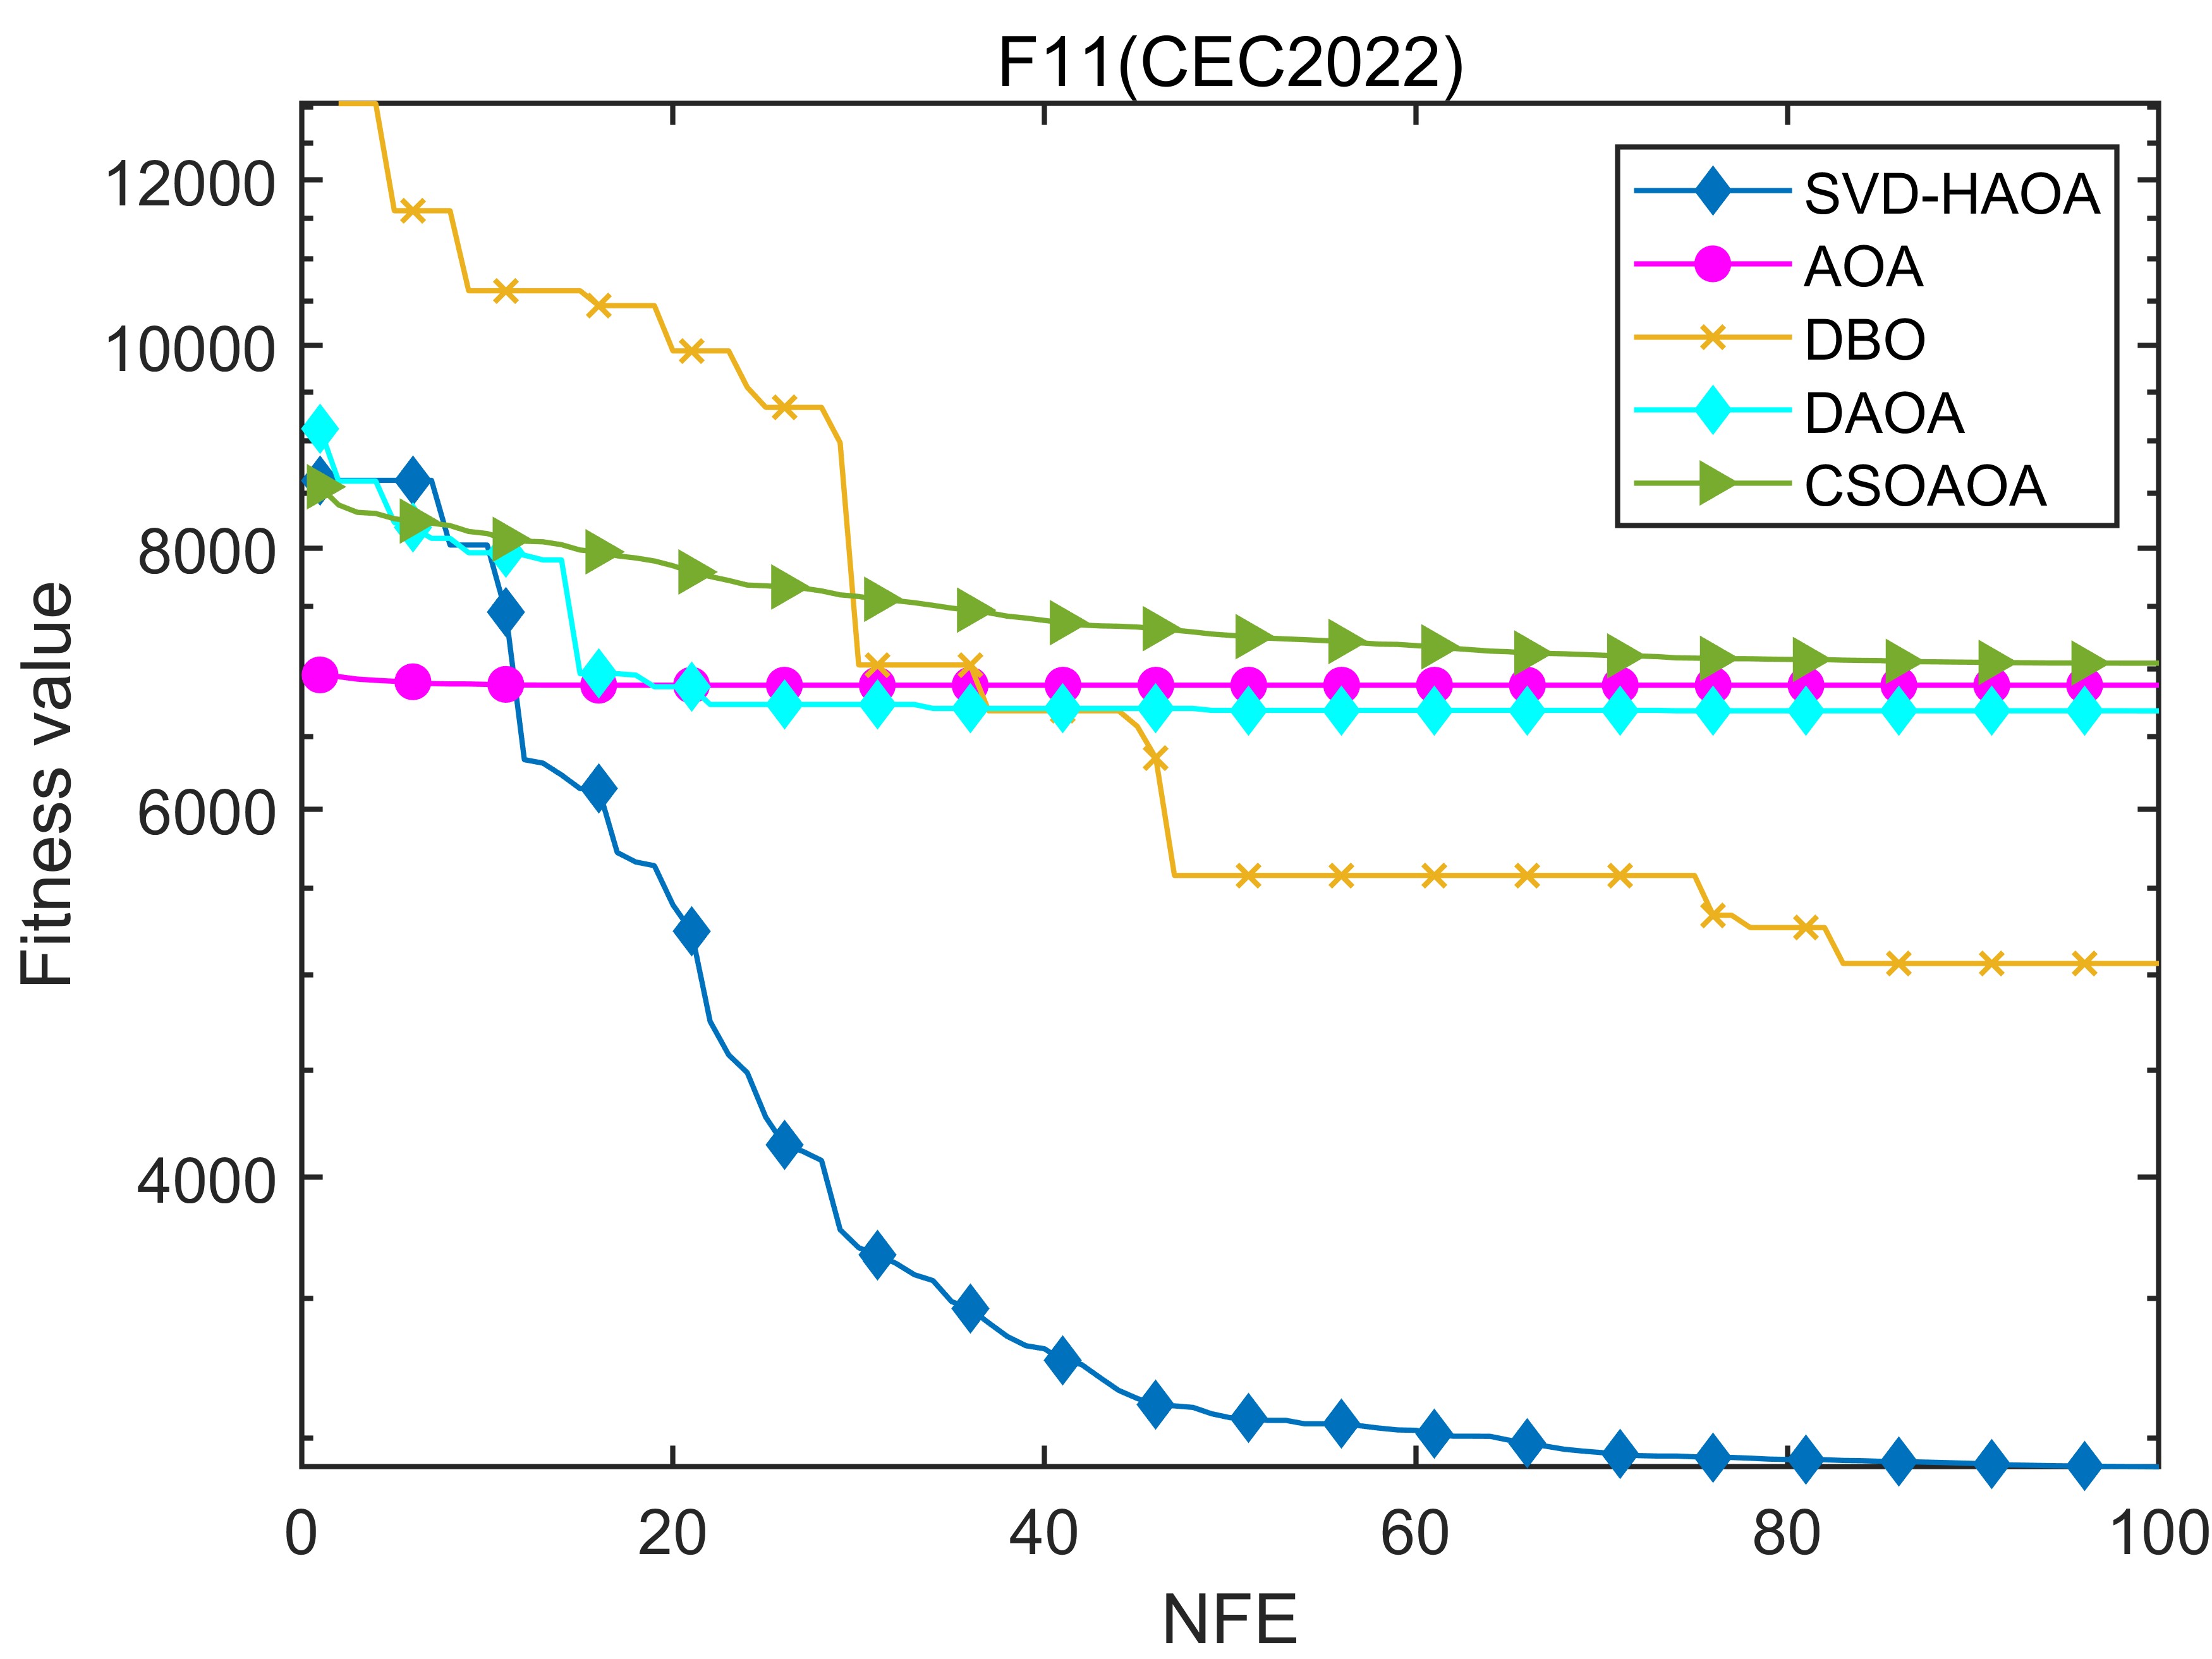 F11(CEC2022)
12000
10000
8000
6000
4000
Fitness value
SVD-HAOA
AOA
DBO
DAOA
CSOAOA
0 20 40 60 80 100
NFE